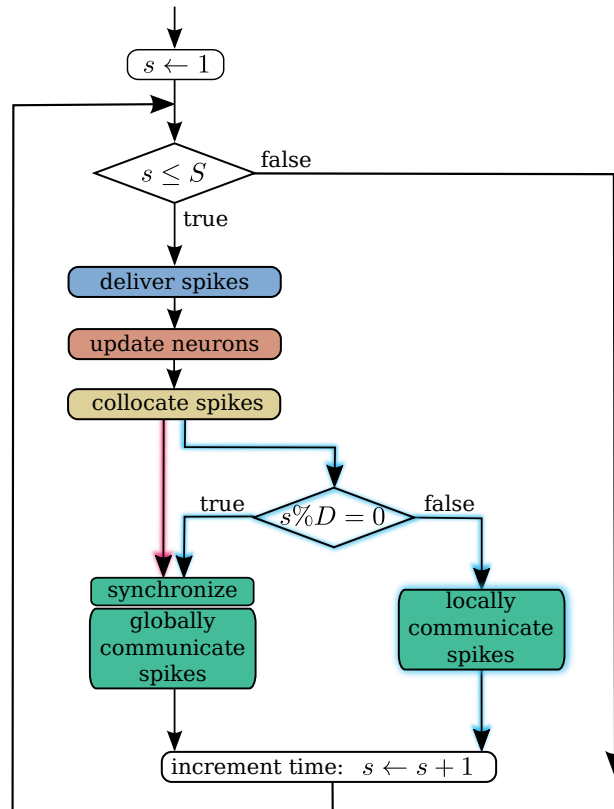 s ← 1
s ≤ S
false
true
deliver spikes
update neurons
collocate spikes
true
s%D = 0
false
synchronize
globally
communicate
spikes
locally
communicate
spikes
increment time: s ← s + 1